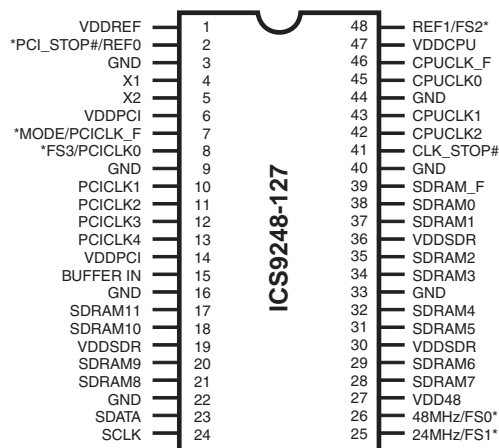 VDDREF 1 48 REF1/FS2*
*PCI_STOP#/REF0 2 47 VDDCPU
GND 3 46 CPUCLK_F
X1 4 45 CPUCLK0
X2 5 44 GND
VDDPCI 6 43 CPUCLK1
*MODE/PCICLK_F 7 42 CPUCLK2
*FS3/PCICLK0 8 41 CLK_STOP#
GND 9 40 GND
PCICLK1 10 39 SDRAM_F
PCICLK2 11 38 SDRAM0
PCICLK3 12 37 SDRAM1
PCICLK4 13 36 VDDSDR
VDDPCI 14 35 SDRAM2
BUFFER IN 15 34 SDRAM3
GND 16 33 GND
SDRAM11 17 32 SDRAM4
SDRAM10 18 31 SDRAM5
VDDSDR 19 30 VDDSDR
SDRAM9 20 29 SDRAM6
SDRAM8 21 28 SDRAM7
GND 22 27 VDD48
SDATA 23 26 48MHz/FS0*
SCLK 24 25 24MHz/FS1*
ICS9248-127